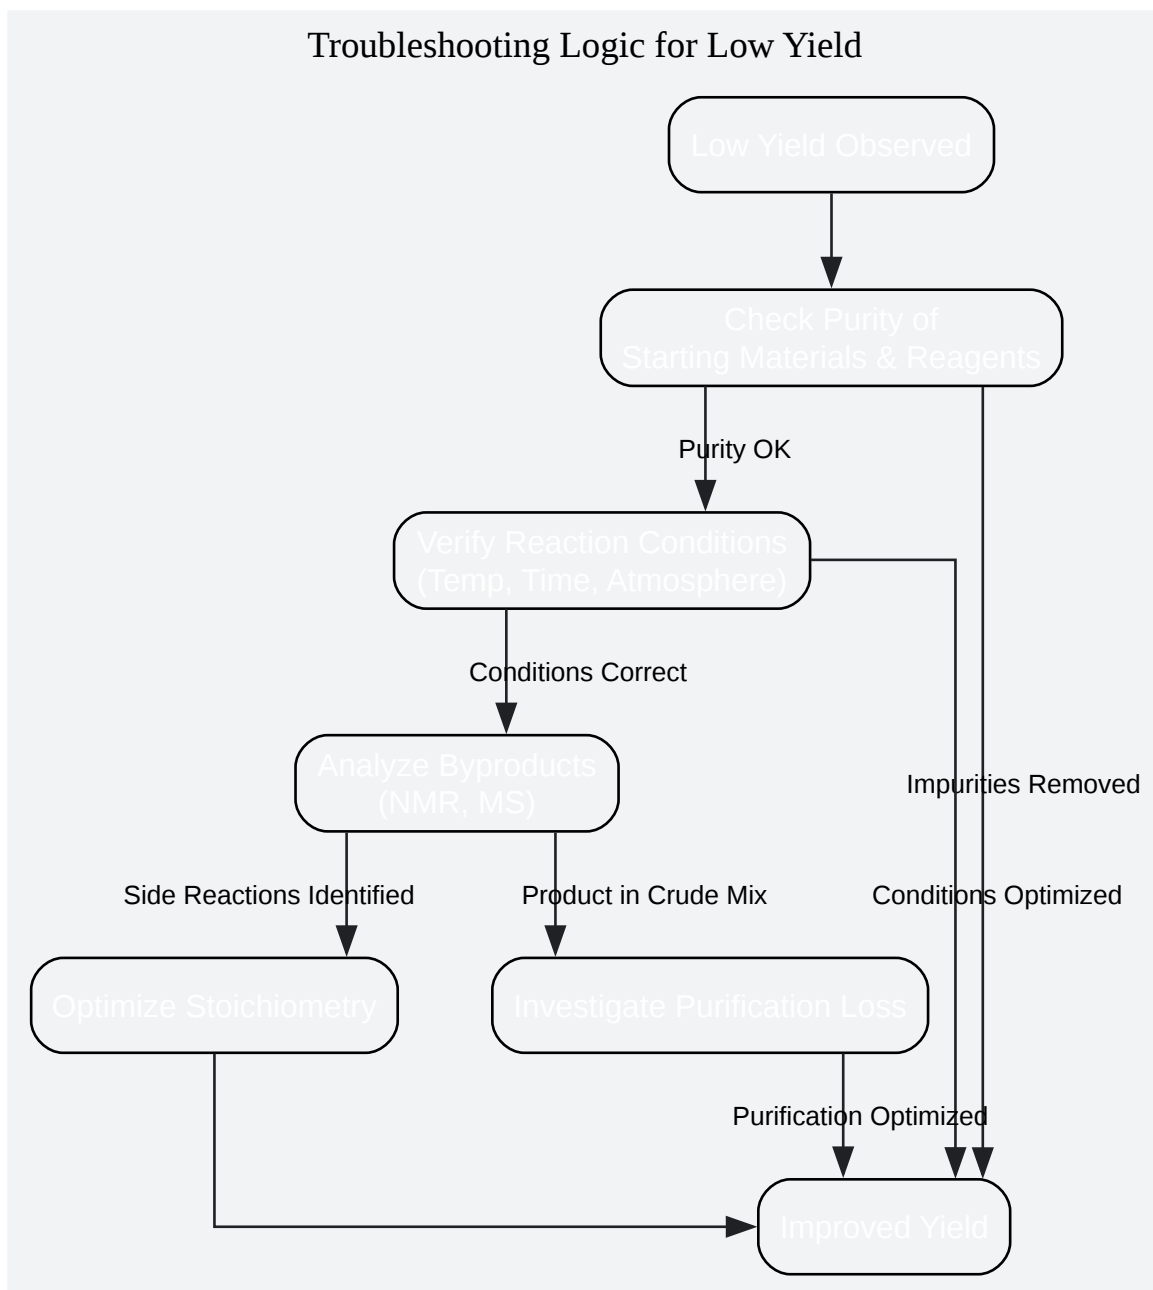 Troubleshooting Logic for Low Yield
Low Yield Observed
Check Purity of
Starting Materials & Reagents
Purity OK
Verify Reaction Conditions
(Temp, Time, Atmosphere)
Conditions Correct
Analyze Byproducts
(NMR, MS)
Impurities Removed
Side Reactions Identified
Product in Crude Mix
Conditions Optimized
Optimize Stoichiometry
Investigate Purification Loss
Purification Optimized
Improved Yield